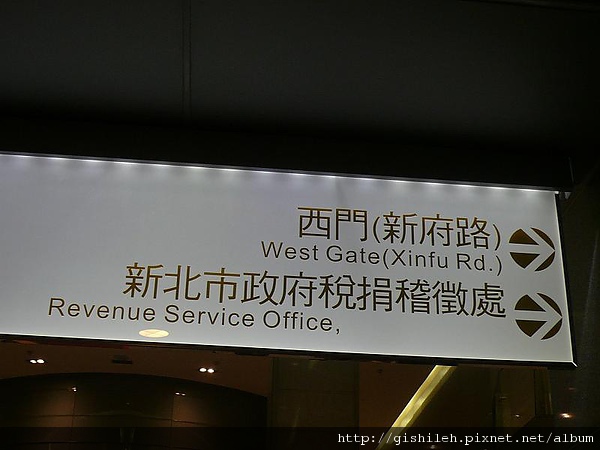 西門(新府路)
West Gate(Xinfu Rd.)
新北市政府稅捐稽徵處
Revenue Service Office,
http://gishileh.pixnet.net/album